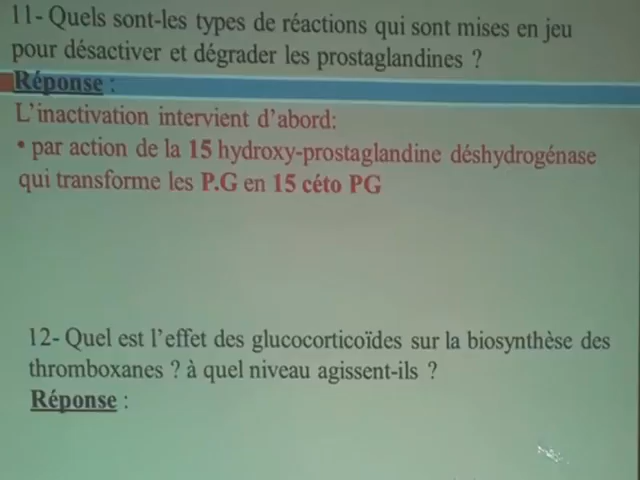 11- Quels sont-les types de réactions qui sont mises en jeu
pour désactiver et dégrader les prostaglandines ?
Réponse :
L’inactivation intervient d’abord:
• par action de la 15 hydroxy-prostaglandine déshydrogénase
qui transforme les P.G en 15 céto PG
12- Quel est l’effet des glucocorticoïdes sur la biosynthèse des
thromboxanes ? à quel niveau agissent-ils ?
Réponse :